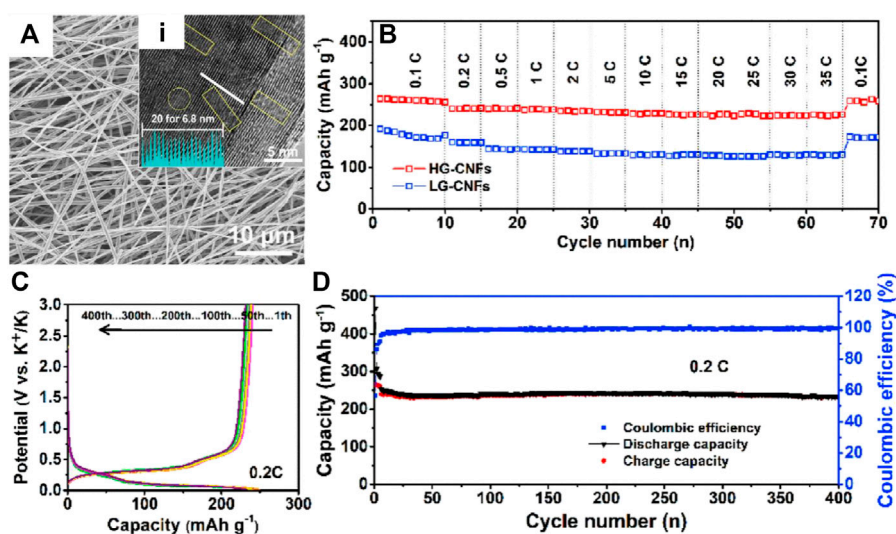 A
i
20 for 6.8 nm
5 nm
10 μm
B
Capacity (mAh g⁻¹)
450
400
300
200
100
0
0.1 C
0.2 C
0.5 C
1 C
2 C
5 C
10 C
15 C
20 C
25 C
30 C
35 C
0.1C
HG-CNFs
LG-CNFs
0 10 20 30 40 50 60 70
Cycle number (n)
C
Potential (V vs. K⁺/K)
3.0
2.5
2.0
1.5
1.0
0.5
0.0
400th...300th...200th...100th...50th...1th
0.2C
0 100 200 300
Capacity (mAh g⁻¹)
D
Capacity (mAh g⁻¹)
500
400
300
200
100
0
0.2 C
Coulombic efficiency
Discharge capacity
Charge capacity
0 50 100 150 200 250 300 350 400
Cycle number (n)
120
100
80
60
40
20
0
Coulombic efficiency (%)